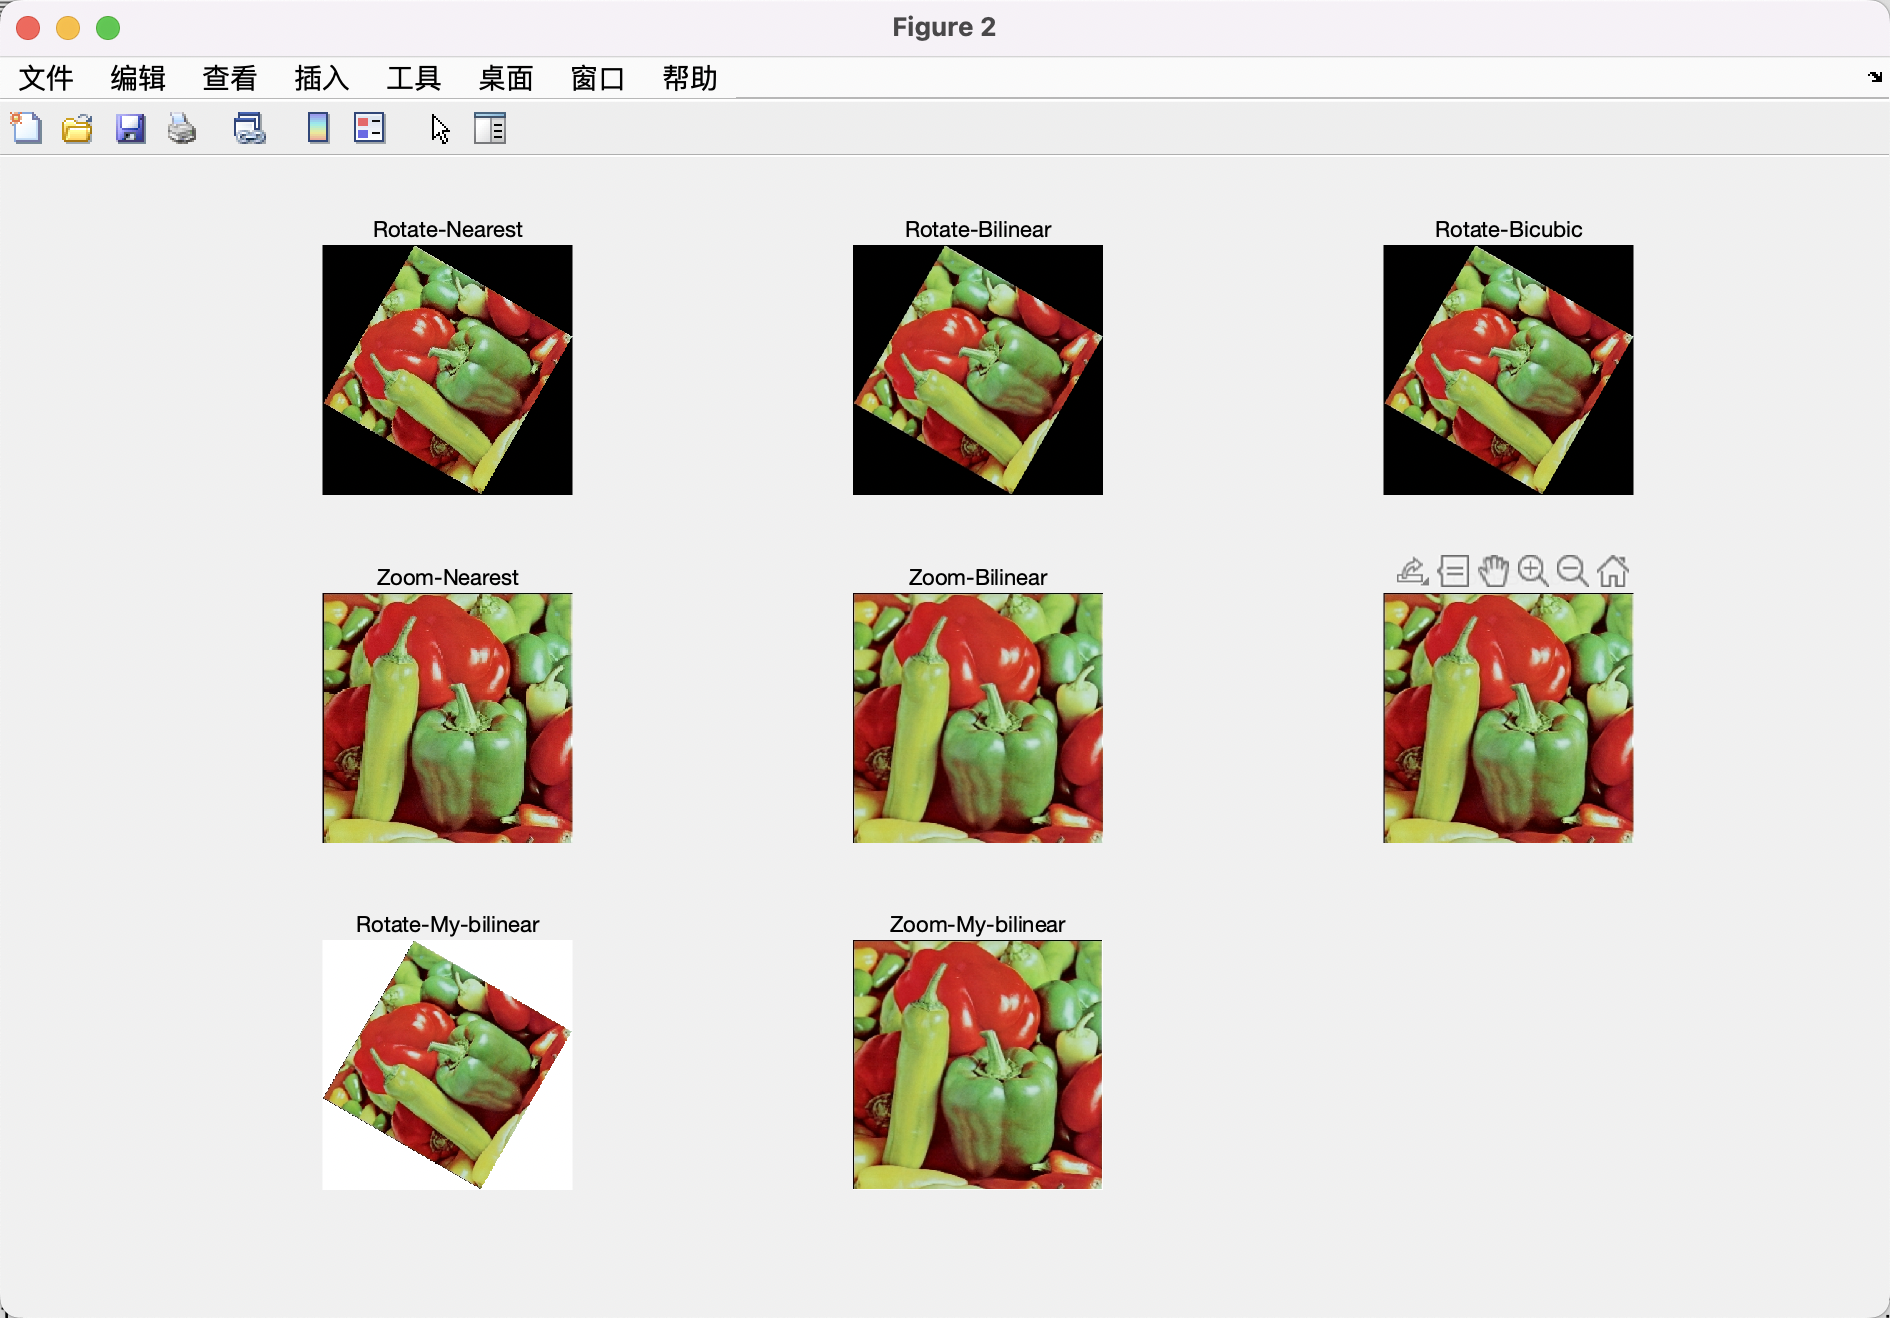 Figure 2
文件 编辑 查看 插入 工具 桌面 窗口 帮助
Rotate-Nearest
Rotate-Bilinear
Rotate-Bicubic
Zoom-Nearest
Zoom-Bilinear
Rotate-My-bilinear
Zoom-My-bilinear